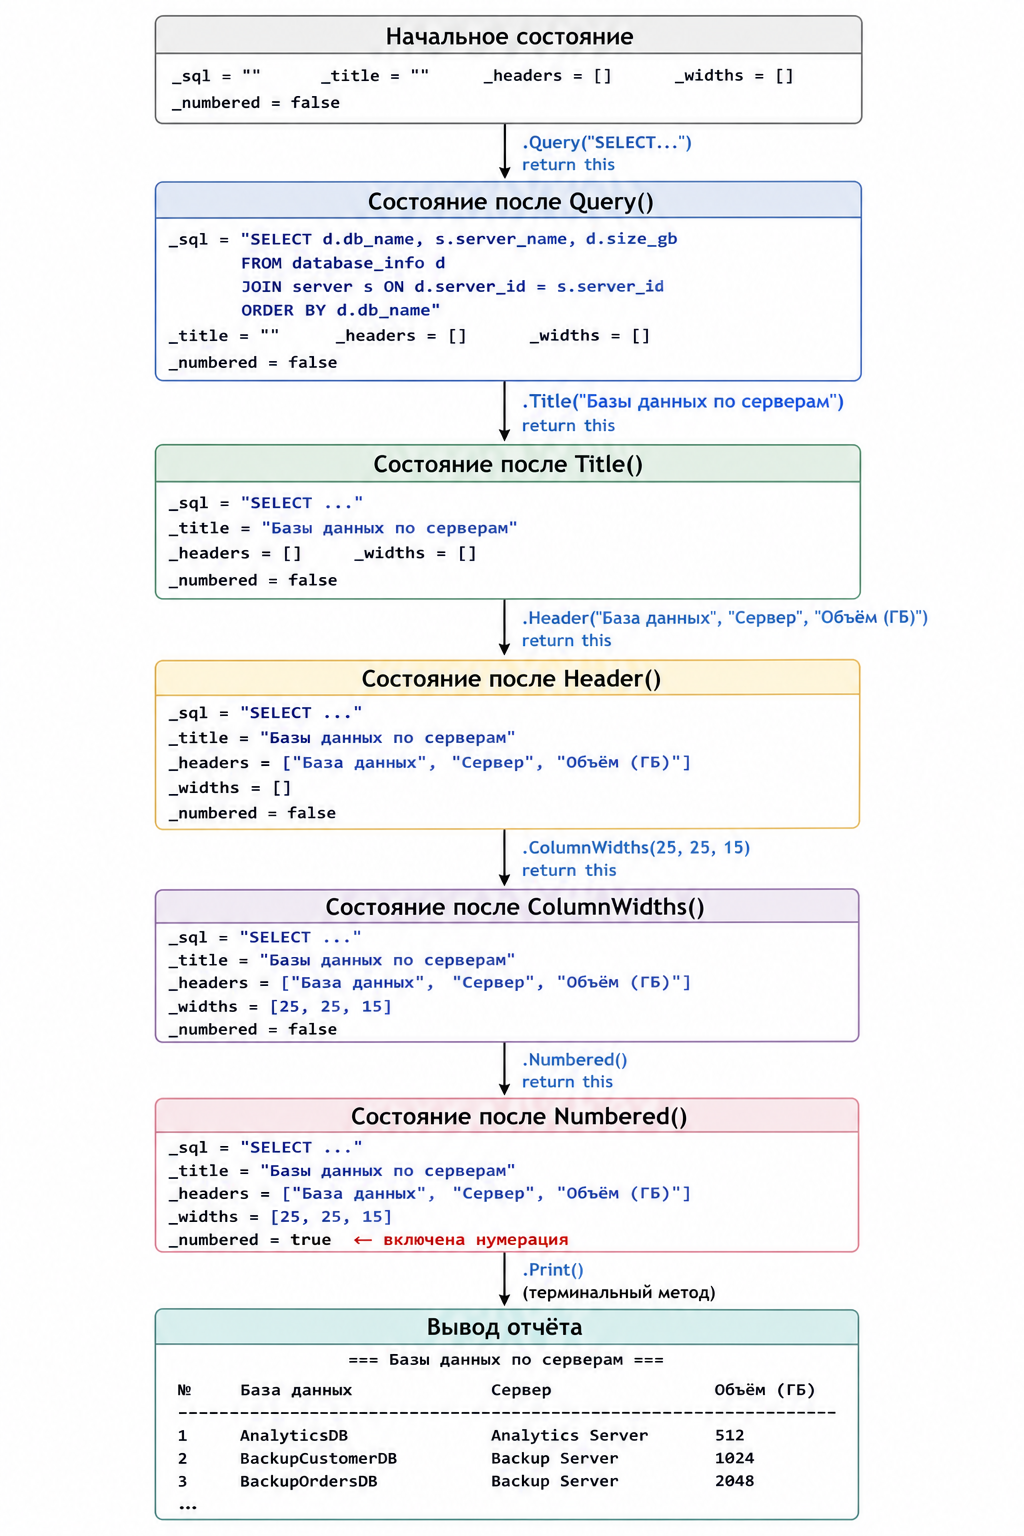 Начальное состояние
_sql = "" _title = "" _headers = [] _widths = []
_numbered = false
.Query("SELECT...")
return this
Состояние после Query()
_sql = "SELECT d.db_name, s.server_name, d.size_gb
FROM database_info d
JOIN server s ON d.server_id = s.server_id
ORDER BY d.db_name"
_title = "" _headers = [] _widths = []
_numbered = false
.Title("Базы данных по серверам")
return this
Состояние после Title()
_sql = "SELECT ..."
_title = "Базы данных по серверам"
_headers = [] _widths = []
_numbered = false
.Header("База данных", "Сервер", "Объём (ГБ)")
return this
Состояние после Header()
_sql = "SELECT ..."
_title = "Базы данных по серверам"
_headers = ["База данных", "Сервер", "Объём (ГБ)"]
_widths = []
_numbered = false
.ColumnWidths(25, 25, 15)
return this
Состояние после ColumnWidths()
_sql = "SELECT ..."
_title = "Базы данных по серверам"
_headers = ["База данных", "Сервер", "Объём (ГБ)"]
_widths = [25, 25, 15]
_numbered = false
.Numbered()
return this
Состояние после Numbered()
_sql = "SELECT ..."
_title = "Базы данных по серверам"
_headers = ["База данных", "Сервер", "Объём (ГБ)"]
_widths = [25, 25, 15]
_numbered = true ← включена нумерация
.Print()
(терминальный метод)
Вывод отчёта
=== Базы данных по серверам ===
№ База данных Сервер Объём (ГБ)
----------------------------------------------------------------
1 AnalyticsDB Analytics Server 512
2 BackupCustomerDB Backup Server 1024
3 BackupOrdersDB Backup Server 2048
...